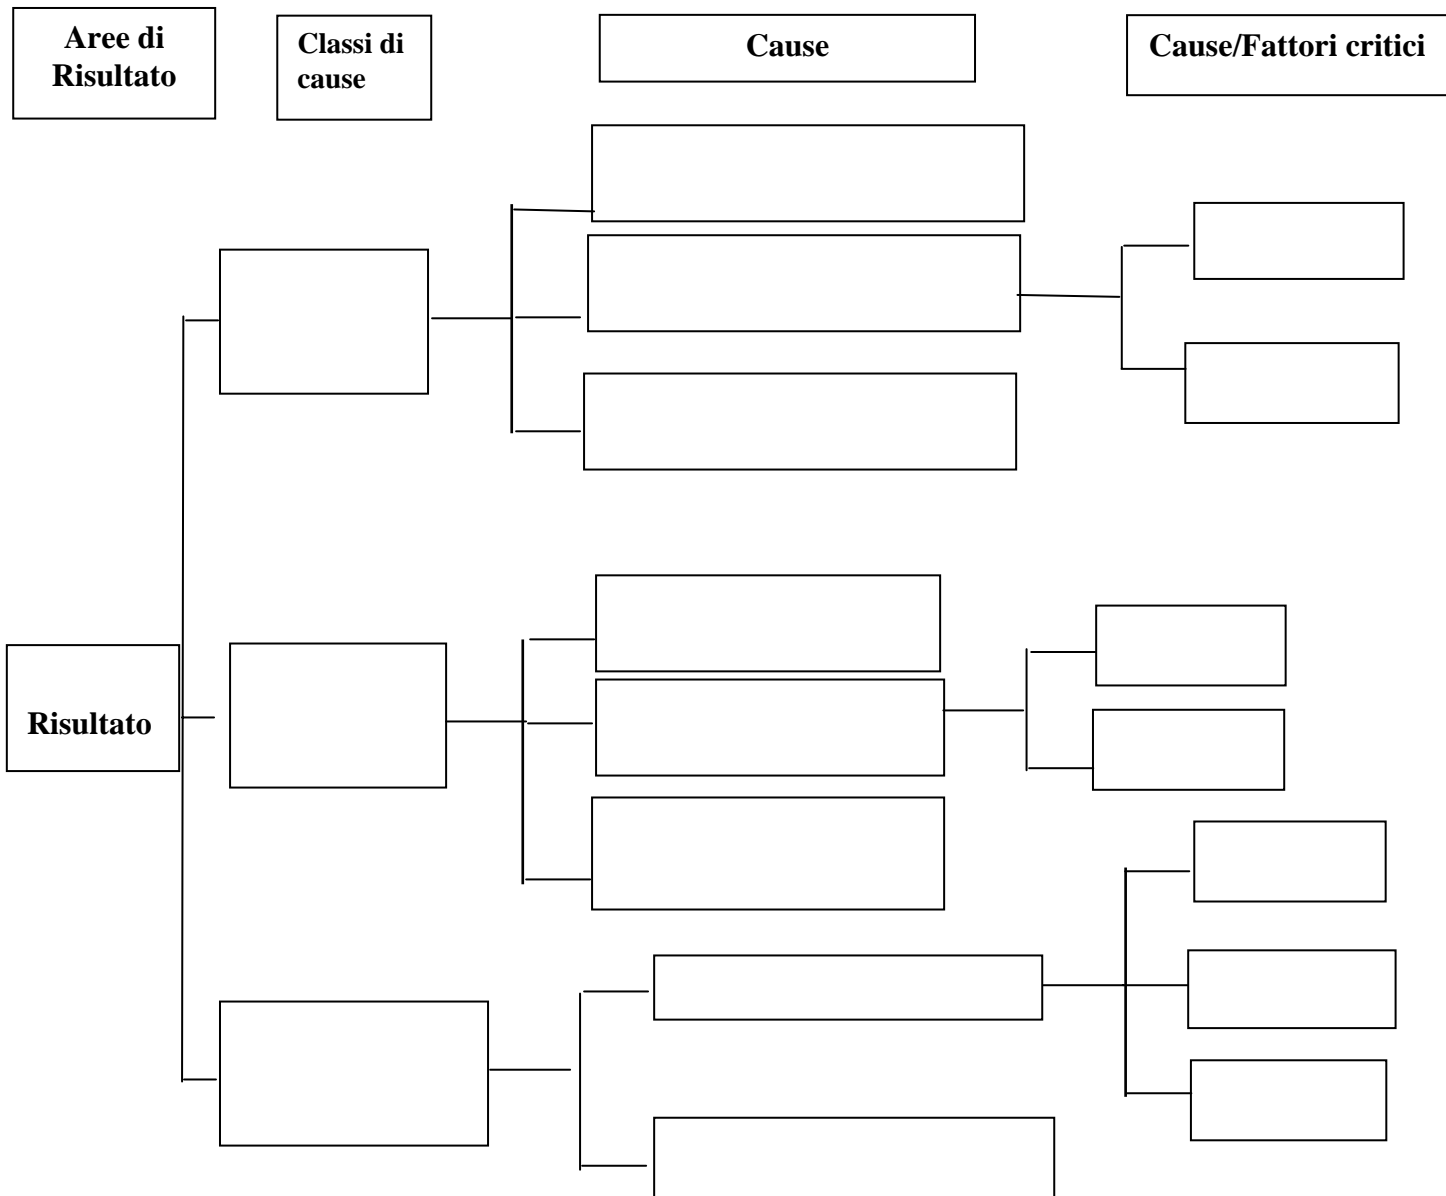 Aree di
Risultato
Classi di
cause
Cause
Cause/Fattori critici
Risultato